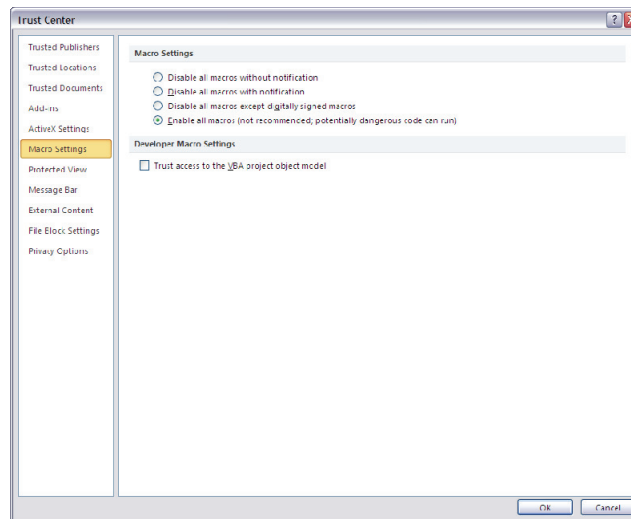 Trust Center
Trusted Publishers
Trusted Locations
Trusted Documents
Add-ins
ActiveX Settings
Macro Settings
Protected View
Message Bar
External Content
File Block Settings
Privacy Options
Macro Settings
Disable all macros without notification
Disable all macros with notification
Disable all macros except digitally signed macros
Enable all macros (not recommended; potentially dangerous code can run)
Developer Macro Settings
Trust access to the VBA project object model
OK
Cancel